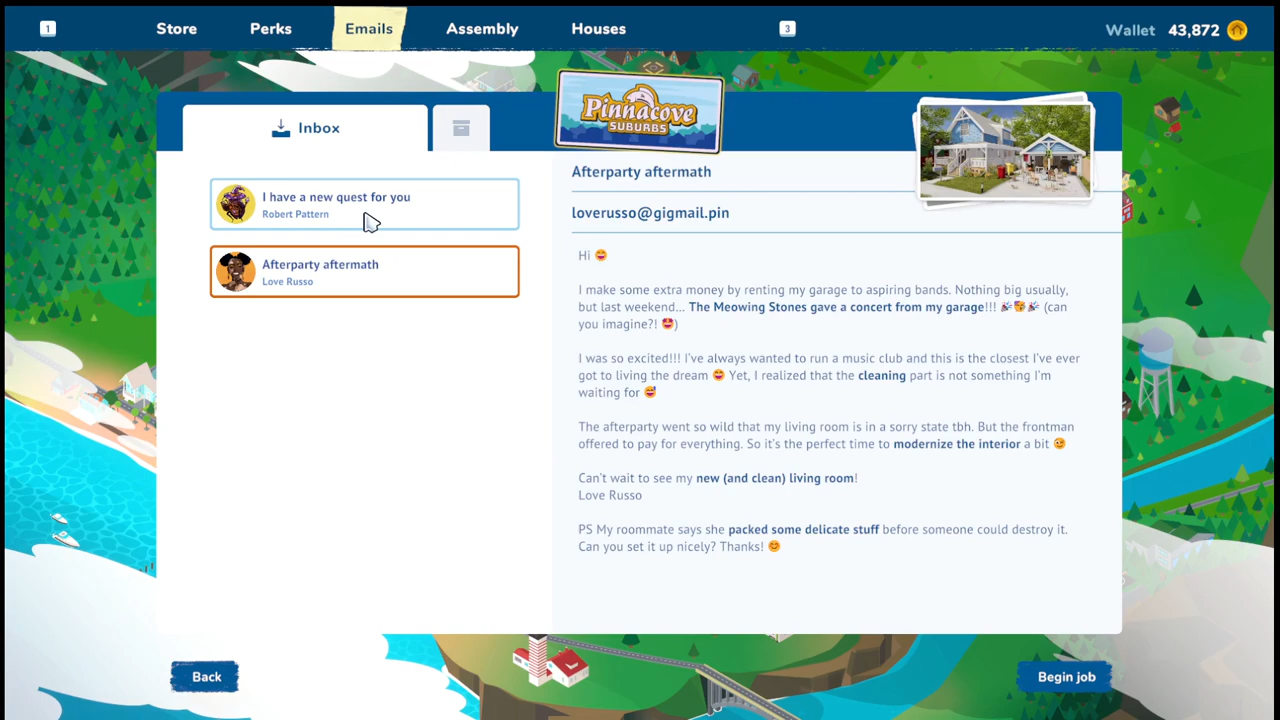 1 Store Perks Emails Assembly Houses 3 Wallet 43,872
Inbox
Pinnacove
SUBURBS
I have a new quest for you
Robert Pattern
Afterparty aftermath
Love Russo
Afterparty aftermath
loverusso@gigmail.pin
Hi 😄
I make some extra money by renting my garage to aspiring bands. Nothing big usually,
but last weekend... The Meowing Stones gave a concert from my garage!!! 🎉🥳🎉 (can
you imagine?! 🤩)
I was so excited!!! I've always wanted to run a music club and this is the closest I've ever
got to living the dream 😄 Yet, I realized that the cleaning part is not something I'm
waiting for 😅
The afterparty went so wild that my living room is in a sorry state tbh. But the frontman
offered to pay for everything. So it's the perfect time to modernize the interior a bit 😉
Can't wait to see my new (and clean) living room!
Love Russo
PS My roommate says she packed some delicate stuff before someone could destroy it.
Can you set it up nicely? Thanks! 😊
Back
Begin job